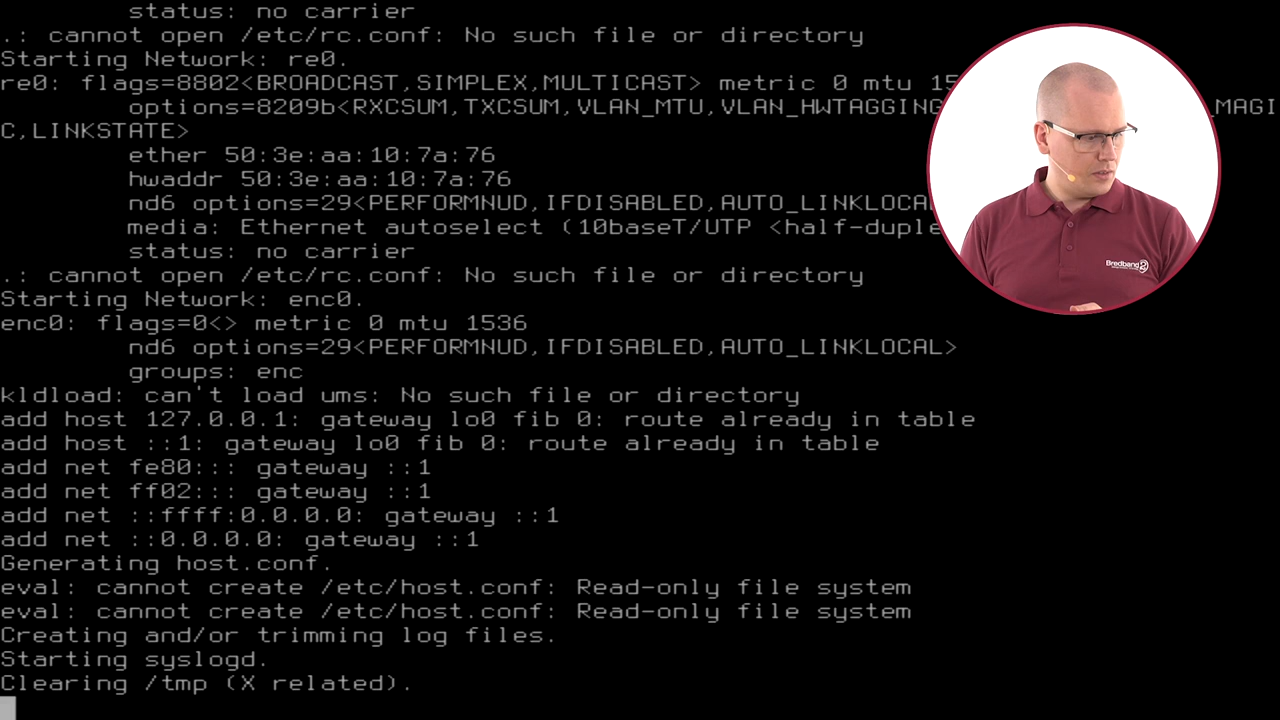 status: no carrier
.: cannot open /etc/rc.conf: No such file or directory
Starting Network: re0.
re0: flags=8802<BROADCAST,SIMPLEX,MULTICAST> metric 0 mtu
options=8209b<RXCSUM,TXCSUM,VLAN_MTU,VLAN_HWTAGGING
C,LINKSTATE>
ether 50:3e:aa:10:7a:76
hwaddr 50:3e:aa:10:7a:76
nd6 options=29<PERFORMNUD,IFDISABLED,AUTO_LINKLOCAL
media: Ethernet autoselect (10baseT/UTP <half-duple
status: no carrier
.: cannot open /etc/rc.conf: No such file or directory
Starting Network: enc0.
enc0: flags=0<> metric 0 mtu 1536
nd6 options=29<PERFORMNUD,IFDISABLED,AUTO_LINKLOCAL>
groups: enc
kldload: can't load ums: No such file or directory
add host 127.0.0.1: gateway lo0 fib 0: route already in table
add host ::1: gateway lo0 fib 0: route already in table
add net fe80::: gateway ::1
add net ff02::: gateway ::1
add net ::ffff:0.0.0.0: gateway ::1
add net ::0.0.0.0: gateway ::1
Generating host.conf.
eval: cannot create /etc/host.conf: Read-only file system
eval: cannot create /etc/host.conf: Read-only file system
Creating and/or trimming log files.
Starting syslogd.
Clearing /tmp (X related).
Bredband2